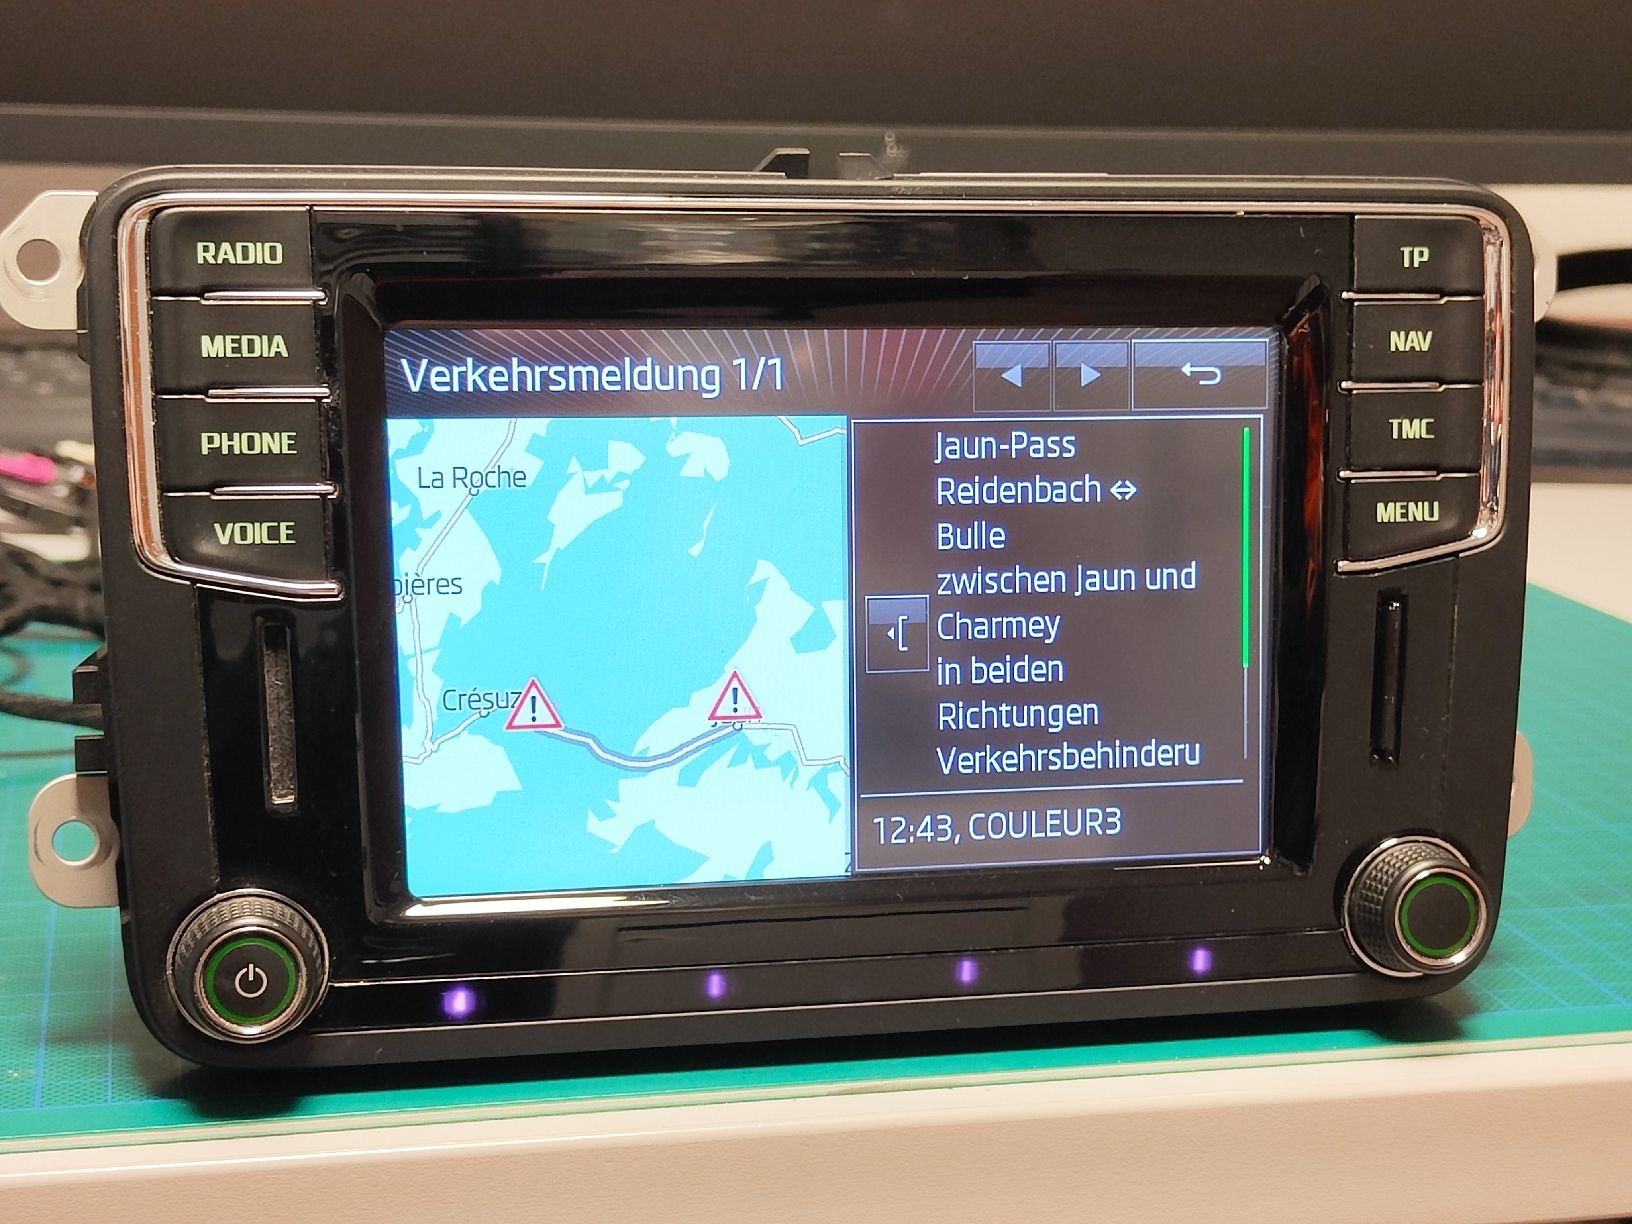 RADIO
MEDIA
PHONE
VOICE
TP
NAV
TMC
MENU
Verkehrsmeldung 1/1
La Roche
bières
Crésuz
Jaun-Pass
Reidenbach ⇔
Bulle
zwischen Jaun und
Charmey
in beiden
Richtungen
Verkehrsbehinderu
12:43, COULEUR3